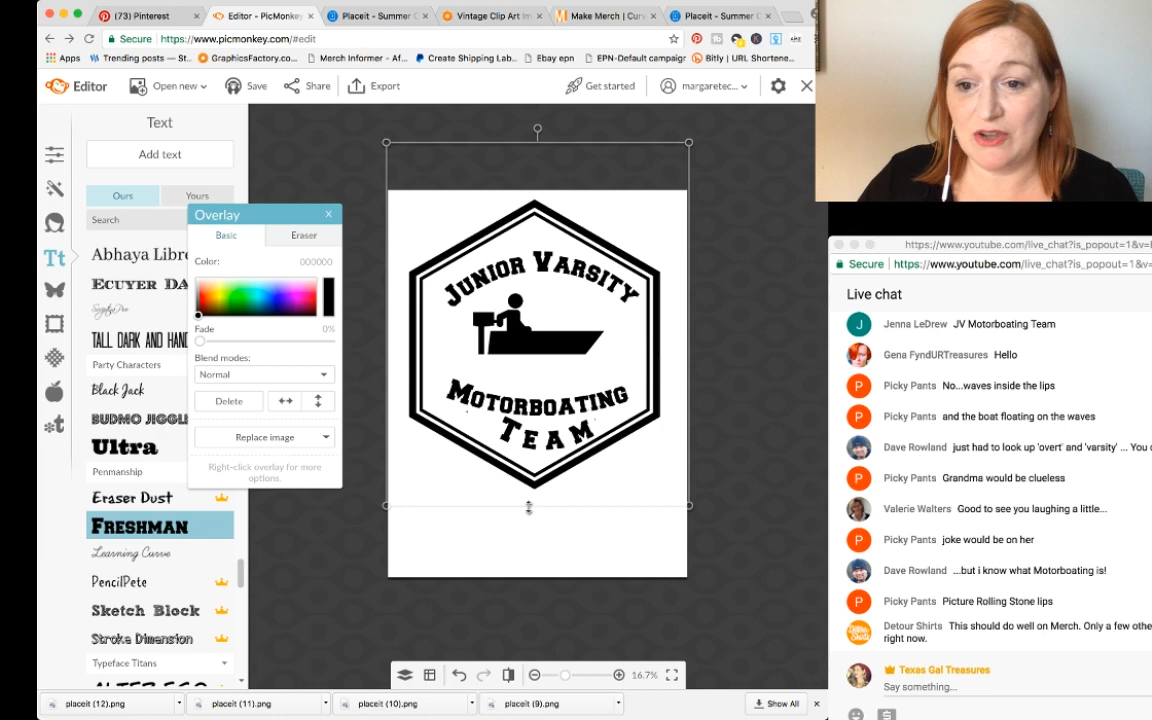 (73) Pinterest
Editor - PicMonkey
Placeit - Summer C
Vintage Clip Art Im
Make Merch | Cur
Placeit - Summer C
Secure https://www.picmonkey.com/#edit
Apps
Trending posts — St...
GraphicsFactory.co...
Merch Informer - Af...
Create Shipping Lab...
Ebay epn
EPN-Default campaig
Bitly | URL Shortene...
Editor
Open new
Save
Share
Export
Get started
margaretec...
Text
Add text
Ours
Yours
Search
Overlay
X
Basic
Eraser
Color:
000000
Fade
0%
Blend modes:
Normal
Delete
Replace image
Right-click overlay for more
options.
Abhaya Libre
Ecuyer DA
TALL DARK AND HAND
Party Characters
Black Jack
BUDMO JIGGL
Ultra
Penmanship
Eraser Dust
Freshman
Learning Curve
PencilPete
Sketch Block
Stroke Dimension
Typeface Titans
Junior Varsity
Motorboating
Team
16.7%
https://www.youtube.com/live_chat?is_popout=1&v=
Secure https://www.youtube.com/live_chat?is_popout=1&v=
Live chat
J
Jenna LeDrew JV Motorboating Team
Gena FyndURTreasures Hello
P
Picky Pants No...waves inside the lips
P
Picky Pants and the boat floating on the waves
Dave Rowland just had to look up 'overt' and 'varsity' ... You
P
Picky Pants Grandma would be clueless
Valerie Walters Good to see you laughing a little...
P
Picky Pants joke would be on her
Dave Rowland ...but i know what Motorboating is!
P
Picky Pants Picture Rolling Stone lips
Detour Shirts This should do well on Merch. Only a few othe
right now.
Texas Gal Treasures
Say something...
placeit (12).png
placeit (11).png
placeit (10).png
placeit (9).png
Show All